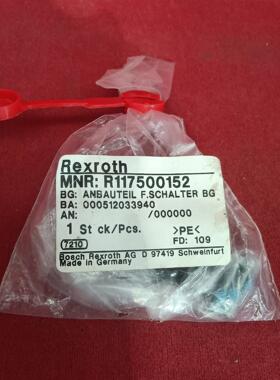 Rexroth
MNR: R117500152
BG: ANBAUTEIL F.SCHALTER BG
BA: 000512033940
AN: /000000
1 St ck/Pcs. >PE<
7210 FD: 109
Bosch Rexroth AG D 97419 Schweinfurt
Made in Germany